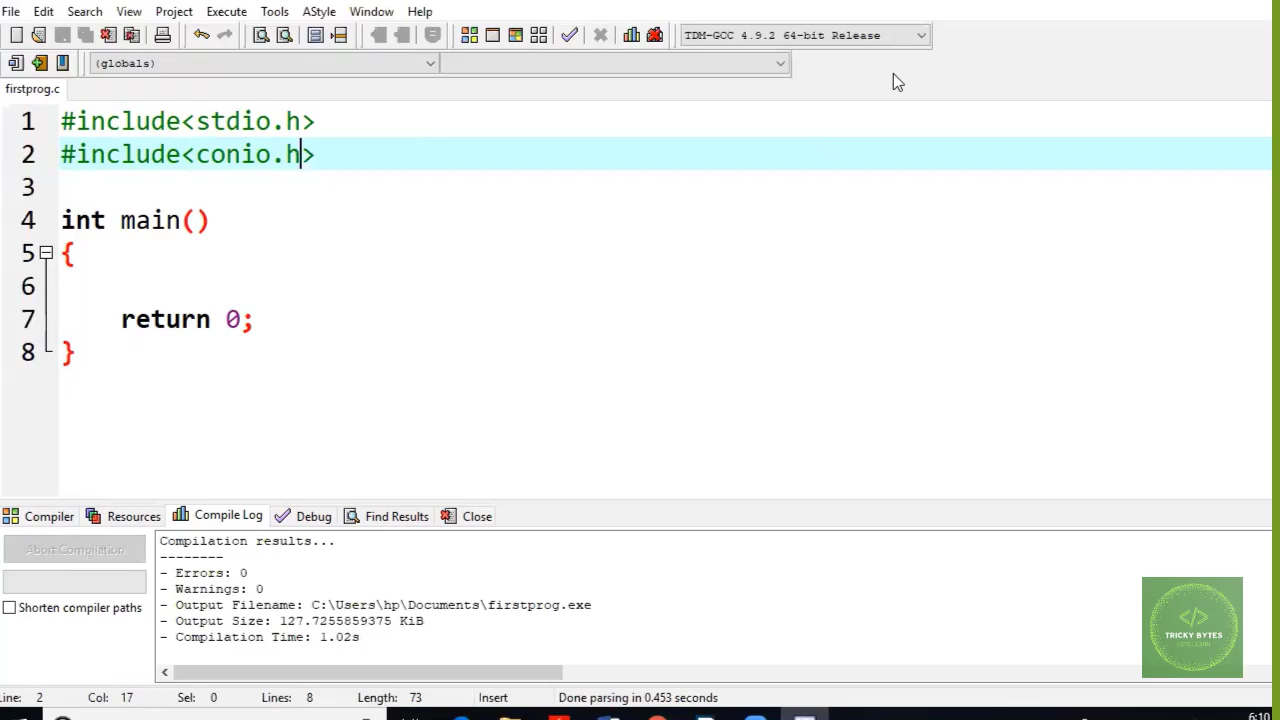 File Edit Search View Project Execute Tools AStyle Window Help
TDM-GCC 4.9.2 64-bit Release
(globals)
firstprog.c
1 #include<stdio.h>
2 #include<conio.h>
3
4 int main()
5 {
6
7 return 0;
8 }
Compiler Resources Compile Log Debug Find Results Close
Abort Compilation
Shorten compiler paths
Compilation results...
--------
- Errors: 0
- Warnings: 0
- Output Filename: C:\Users\hp\Documents\firstprog.exe
- Output Size: 127.7255859375 KiB
- Compilation Time: 1.02s
</>
TRICKY BYTES
LETS LEARN
Line: 2 Col: 17 Sel: 0 Lines: 8 Length: 73 Insert Done parsing in 0.453 seconds
6:10